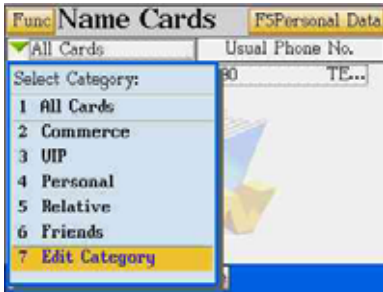 Func Name Cards F5Personal Data
All Cards Usual Phone No.
Select Category: 80 TE...
1 All Cards
2 Commerce
3 VIP
4 Personal
5 Relative
6 Friends
7 Edit Category